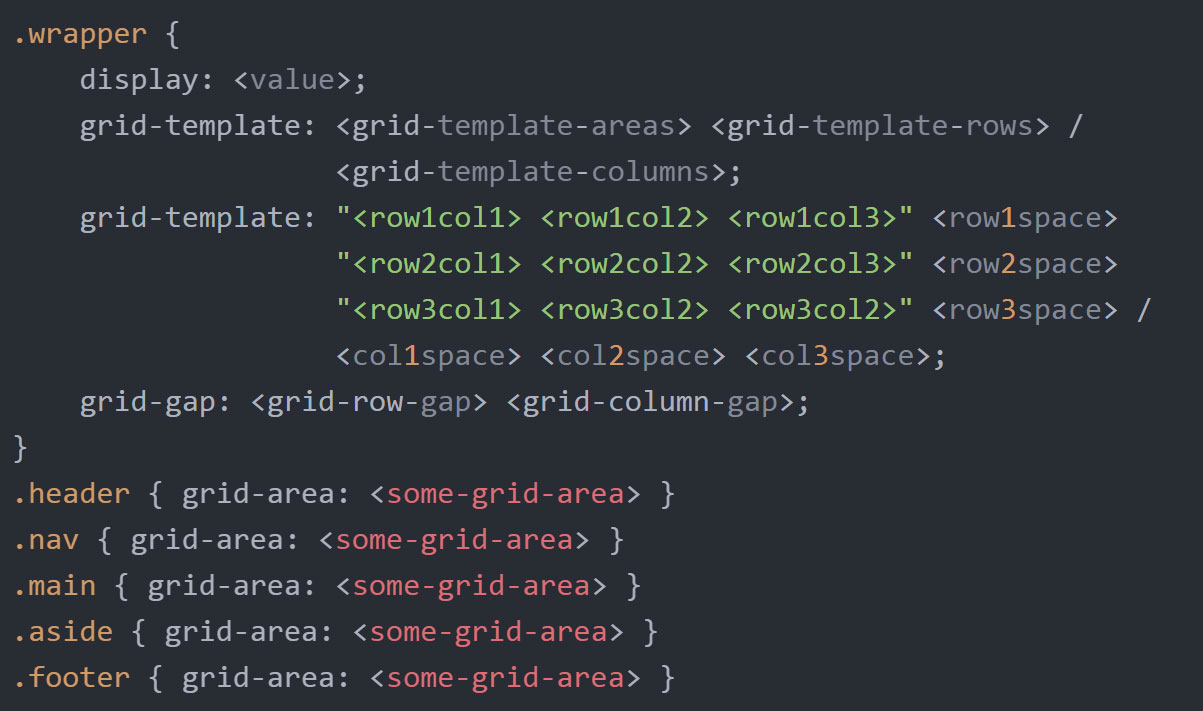 .wrapper {
    display: <value>;
    grid-template: <grid-template-areas> <grid-template-rows> /
                   <grid-template-columns>;
    grid-template: "<row1col1> <row1col2> <row1col3>" <row1space>
                   "<row2col1> <row2col2> <row2col3>" <row2space>
                   "<row3col1> <row3col2> <row3col2>" <row3space> /
                   <col1space> <col2space> <col3space>;
    grid-gap: <grid-row-gap> <grid-column-gap>;
}
.header { grid-area: <some-grid-area> }
.nav { grid-area: <some-grid-area> }
.main { grid-area: <some-grid-area> }
.aside { grid-area: <some-grid-area> }
.footer { grid-area: <some-grid-area> }